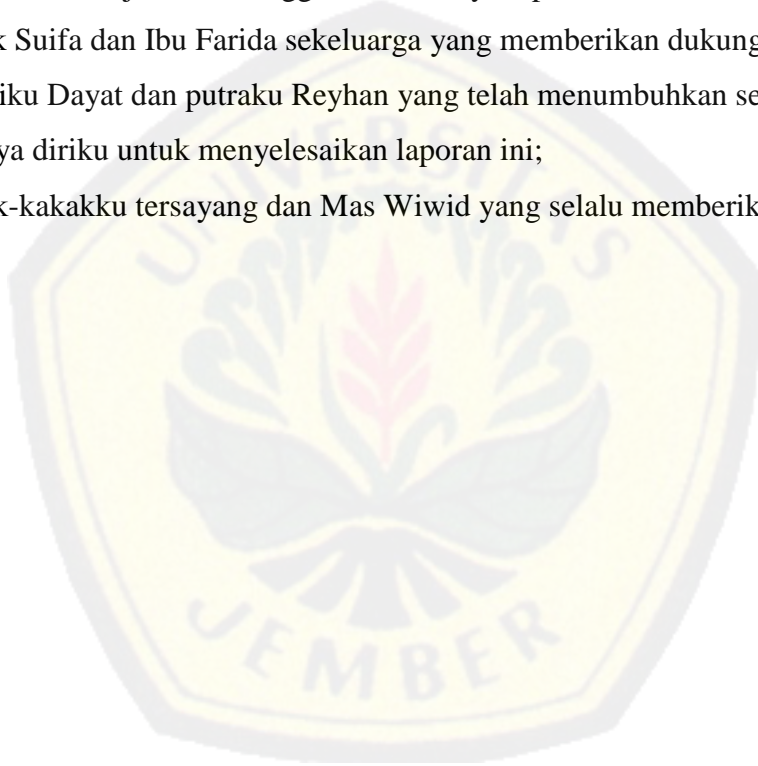 k Suifa dan Ibu Farida sekeluarga yang memberikan dukung
iku Dayat dan putraku Reyhan yang telah menumbuhkan se
ya diriku untuk menyelesaikan laporan ini;
k-kakakku tersayang dan Mas Wiwid yang selalu memberik
UNIVERSITAS
JEMBER